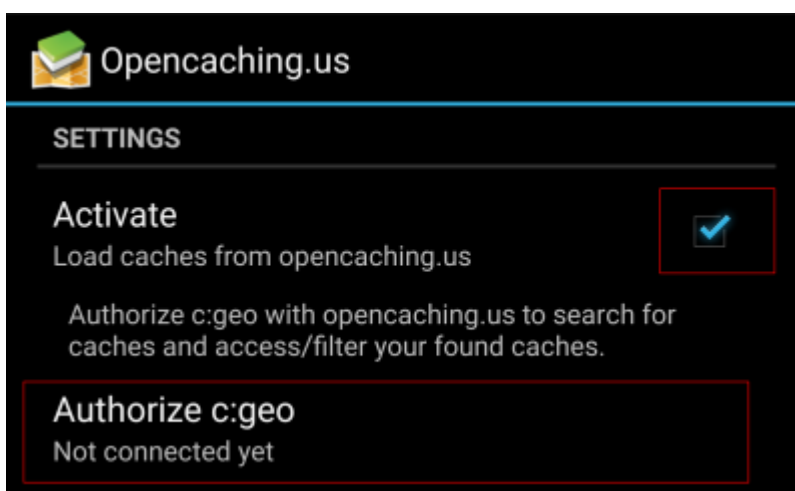 Opencaching.us
SETTINGS
Activate
Load caches from opencaching.us
Authorize c:geo with opencaching.us to search for
caches and access/filter your found caches.
Authorize c:geo
Not connected yet